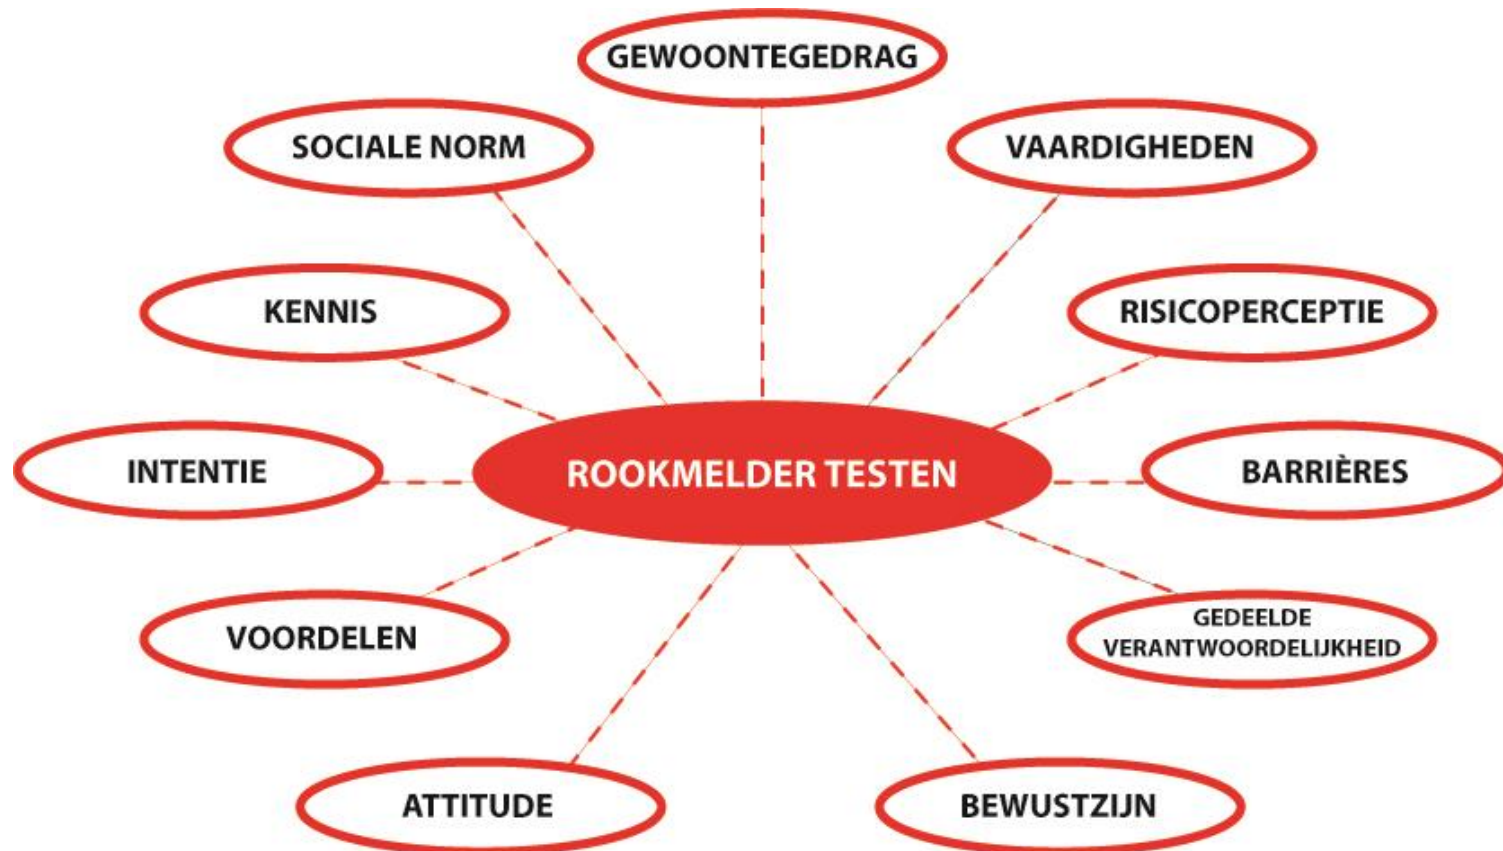 GEWOONTEGEDRAG
SOCIALE NORM
VAARDIGHEDEN
KENNIS
RISICOPERCEPTIE
INTENTIE
ROOKMELDER TESTEN
BARRIÈRES
VOORDELEN
GEDEELDE
VERANTWOORDELIJKHEID
ATTITUDE
BEWUSTZIJN